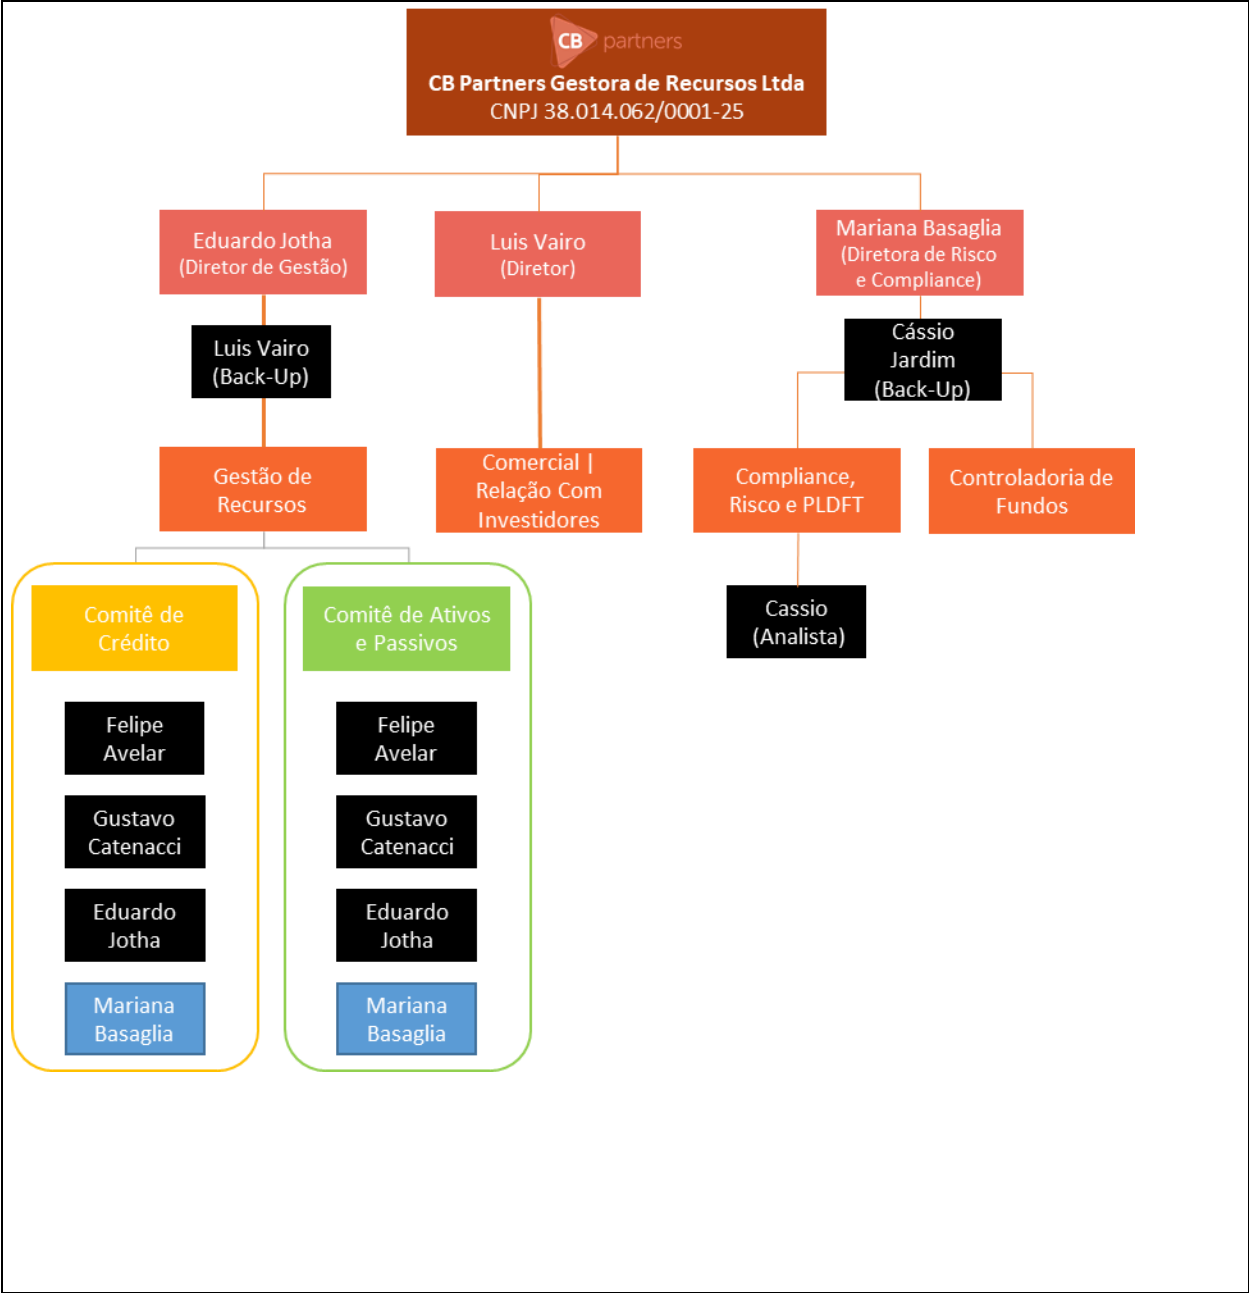 CB partners
CB Partners Gestora de Recursos Ltda
CNPJ 38.014.062/0001-25
Eduardo Jotha
(Diretor de Gestão)
Luis Vairo
(Diretor)
Mariana Basaglia
(Diretora de Risco
e Compliance)
Luis Vairo
(Back-Up)
Cássio
Jardim
(Back-Up)
Gestão de
Recursos
Comercial |
Relação Com
Investidores
Compliance,
Risco e PLDFT
Controladoria de
Fundos
Comitê de
Crédito
Comitê de Ativos
e Passivos
Cassio
(Analista)
Felipe
Avelar
Felipe
Avelar
Gustavo
Catenacci
Gustavo
Catenacci
Eduardo
Jotha
Eduardo
Jotha
Mariana
Basaglia
Mariana
Basaglia